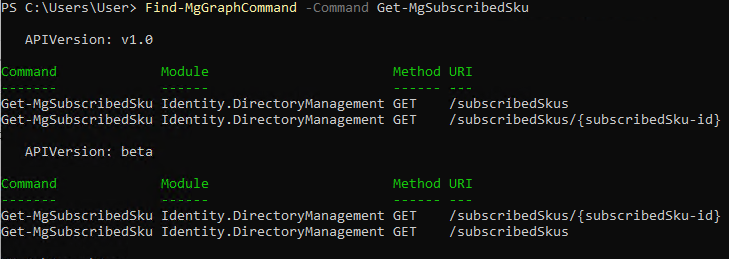 PS C:\Users\User> Find-MgGraphCommand -Command Get-MgSubscribedSku
APIVersion: v1.0
Command Module Method URI
------- ------ ------ ---
Get-MgSubscribedSku Identity.DirectoryManagement GET /subscribedSkus
Get-MgSubscribedSku Identity.DirectoryManagement GET /subscribedSkus/{subscribedSku-id}
APIVersion: beta
Command Module Method URI
------- ------ ------ ---
Get-MgSubscribedSku Identity.DirectoryManagement GET /subscribedSkus/{subscribedSku-id}
Get-MgSubscribedSku Identity.DirectoryManagement GET /subscribedSkus